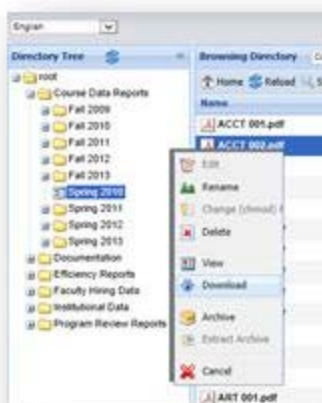 English
Directory Tree
Browsing Directory
root
Home Reload
Course Data Reports
Name
Fall 2009
Fall 2010
ACCT 001.pdf
Fall 2011
ACCT 002.pdf
Fall 2012
Edit
Fall 2013
Rename
Spring 2010
Change (chmod)
Spring 2011
Delete
Spring 2012
Spring 2013
View
Documentation
Download
Efficiency Reports
Faculty Hiring Data
Archive
Institutional Data
Extract Archive
Program Review Reports
Cancel
ART 001.pdf